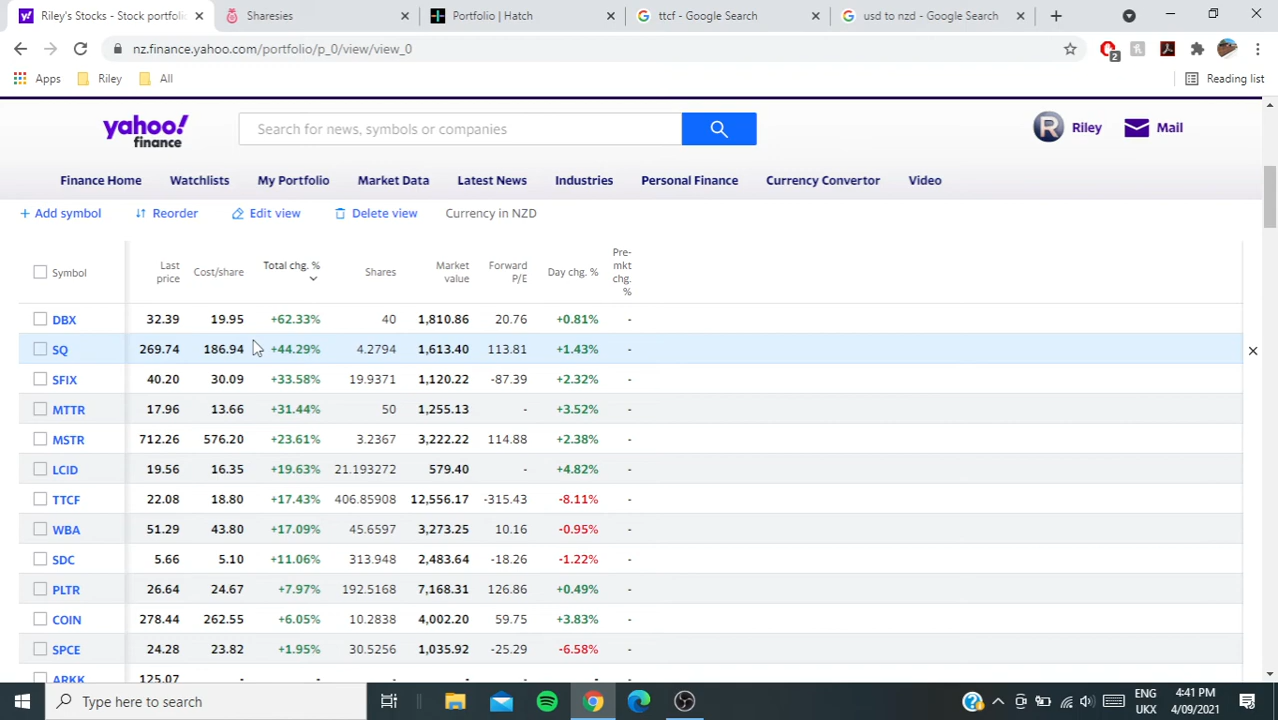 Riley's Stocks - Stock portfoli
Sharesies
Portfolio | Hatch
ttcf - Google Search
usd to nzd - Google Search
nz.finance.yahoo.com/portfolio/p_0/view/view_0
2
Apps Riley All Reading list
yahoo!
finance
Search for news, symbols or companies
R Riley Mail
Finance Home Watchlists My Portfolio Market Data Latest News Industries Personal Finance Currency Convertor Video
+ Add symbol Reorder Edit view Delete view Currency in NZD
Symbol Last price Cost/share Total chg. % Shares Market value Forward P/E Day chg. % Pre-mkt chg. %
DBX 32.39 19.95 +62.33% 40 1,810.86 20.76 +0.81% -
SQ 269.74 186.94 +44.29% 4.2794 1,613.40 113.81 +1.43% -
SFIX 40.20 30.09 +33.58% 19.9371 1,120.22 -87.39 +2.32% -
MTTR 17.96 13.66 +31.44% 50 1,255.13 - +3.52% -
MSTR 712.26 576.20 +23.61% 3.2367 3,222.22 114.88 +2.38% -
LCID 19.56 16.35 +19.63% 21.193272 579.40 - +4.82% -
TTCF 22.08 18.80 +17.43% 406.85908 12,556.17 -315.43 -8.11% -
WBA 51.29 43.80 +17.09% 45.6597 3,273.25 10.16 -0.95% -
SDC 5.66 5.10 +11.06% 313.948 2,483.64 -18.26 -1.22% -
PLTR 26.64 24.67 +7.97% 192.5168 7,168.31 126.86 +0.49% -
COIN 278.44 262.55 +6.05% 10.2838 4,002.20 59.75 +3.83% -
SPCE 24.28 23.82 +1.95% 30.5256 1,035.92 -25.29 -6.58% -
ARKK 125.07 - - - - - - -
Type here to search
ENG
UKX
4:41 PM
4/09/2021